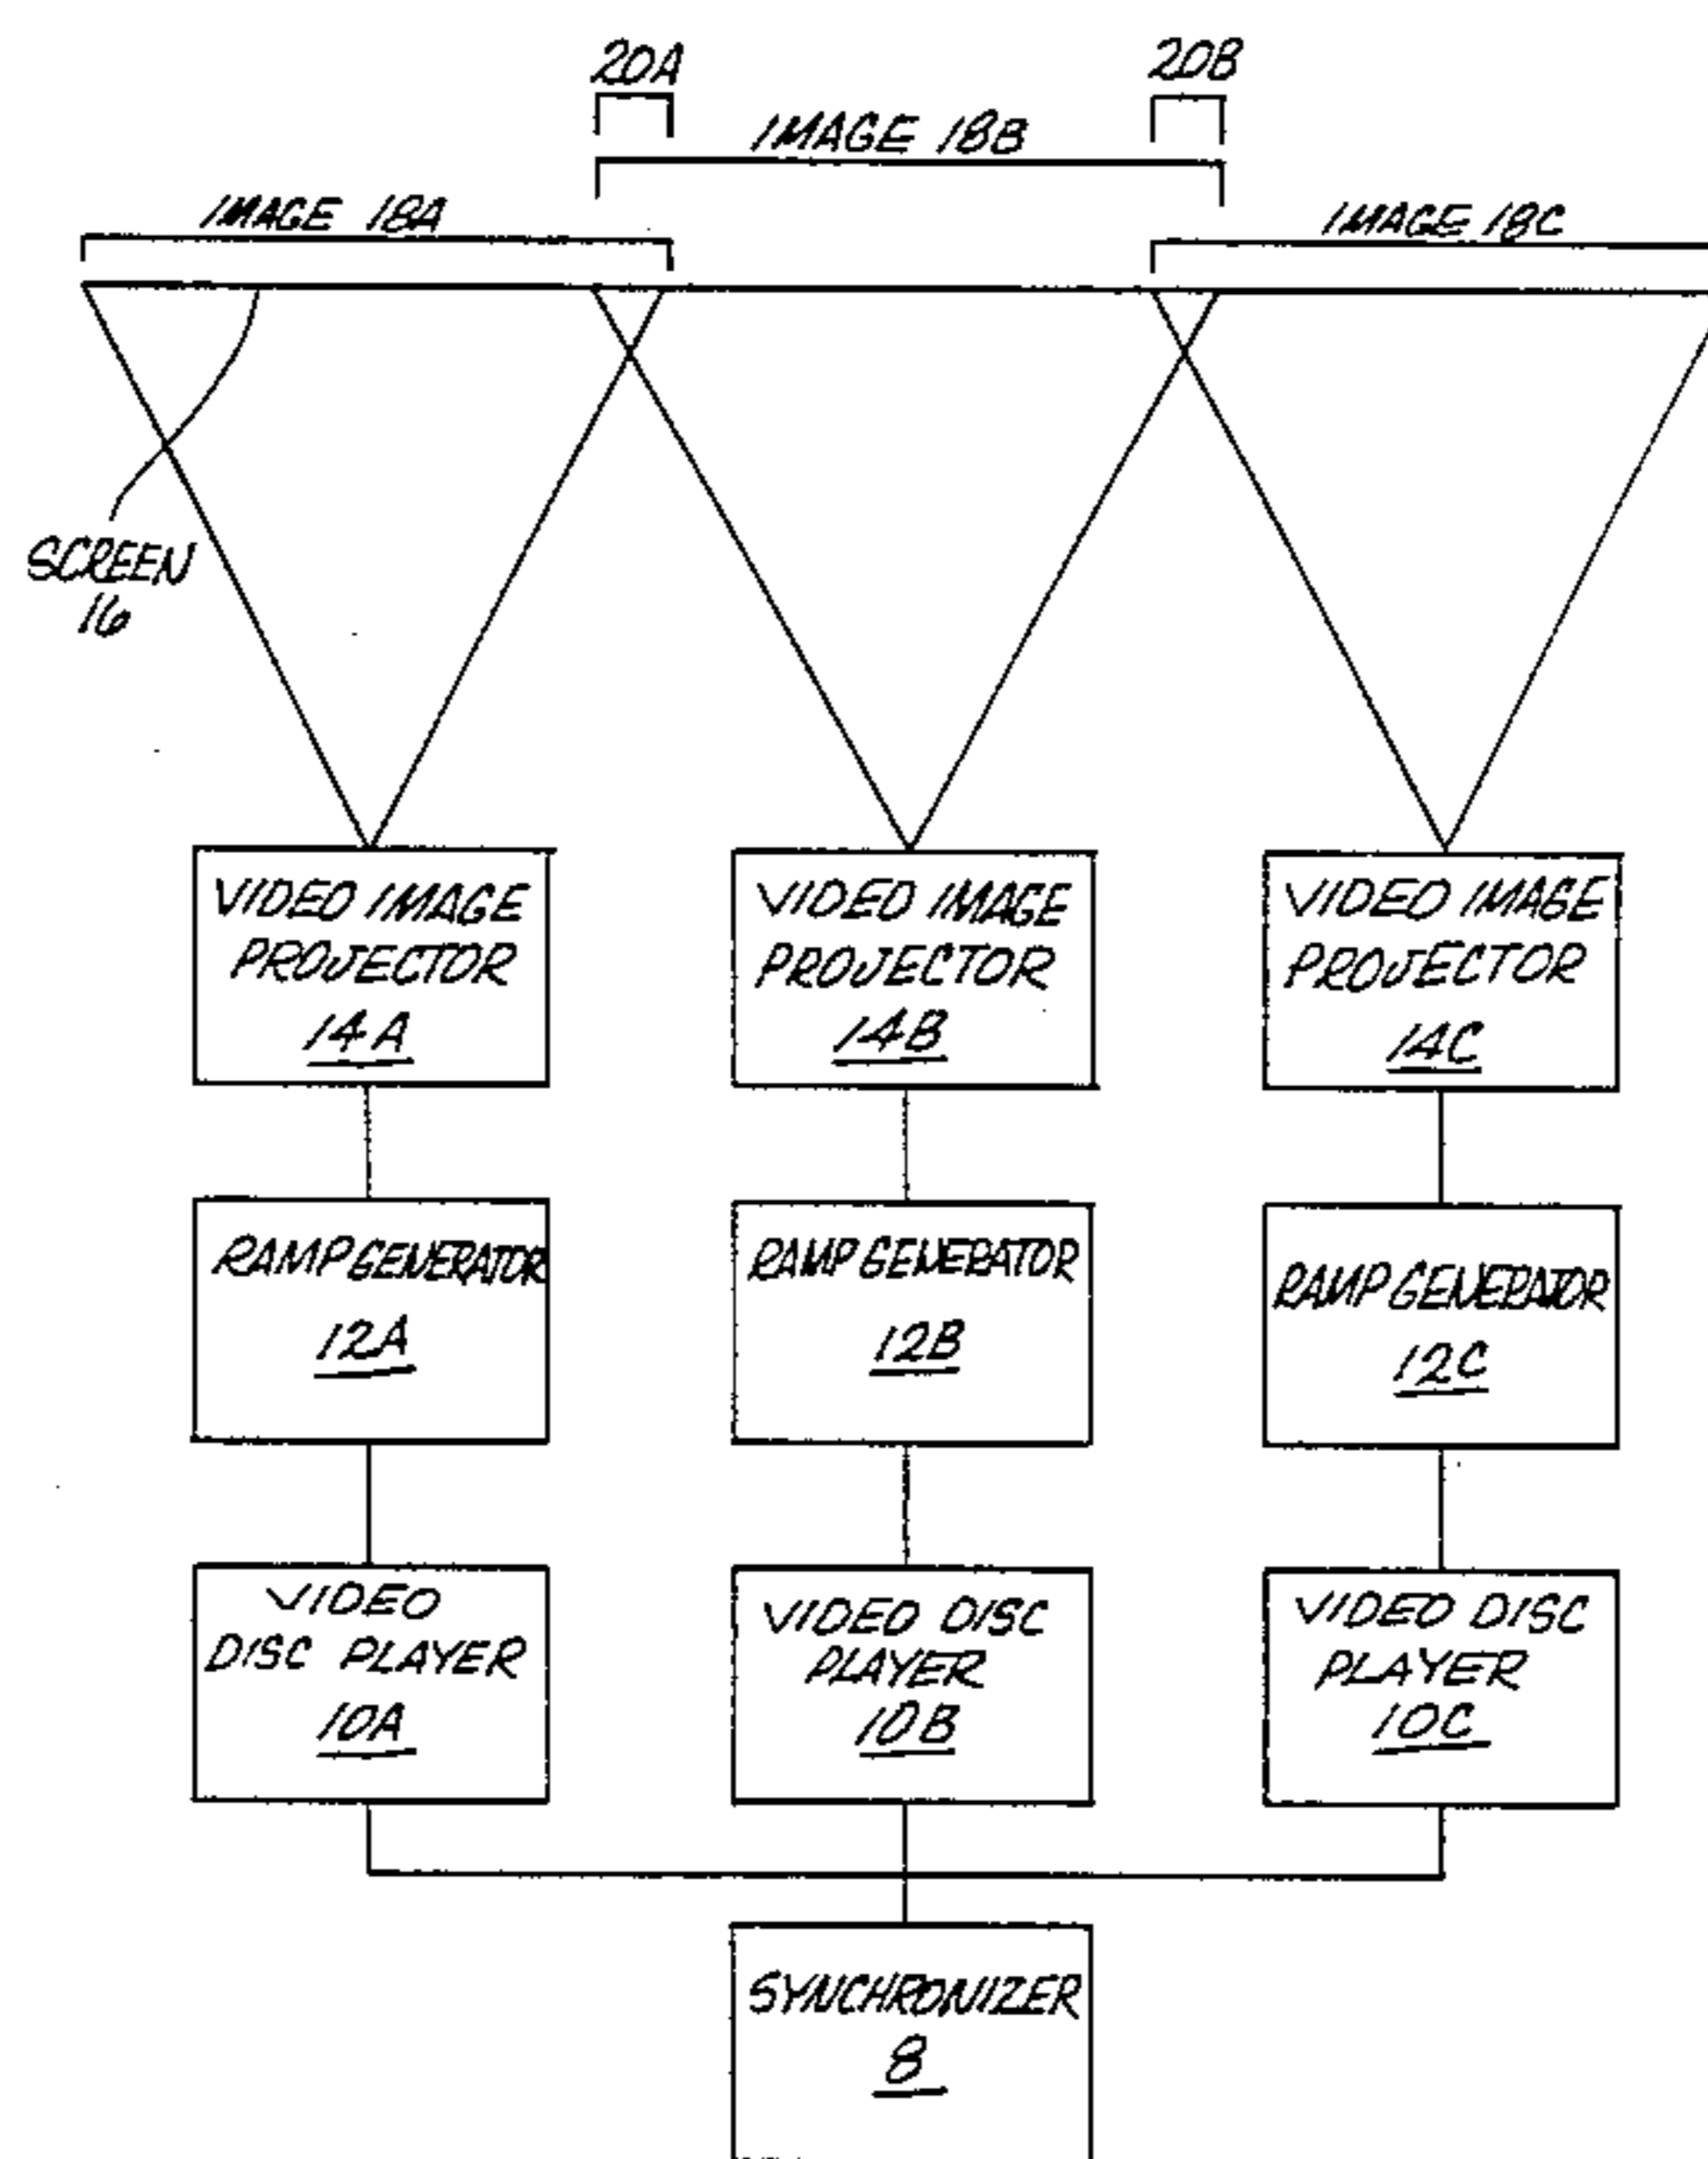 20A
20B
IMAGE 18B
IMAGE 18A
IMAGE 18C
SCREEN
16
VIDEO IMAGE
PROJECTOR
14A
VIDEO IMAGE
PROJECTOR
14B
VIDEO IMAGE
PROJECTOR
14C
RAMP GENERATOR
12A
RAMP GENERATOR
12B
RAMP GENERATOR
12C
VIDEO
DISC PLAYER
10A
VIDEO DISC
PLAYER
10B
VIDEO DISC
PLAYER
10C
SYNCHRONIZER
8